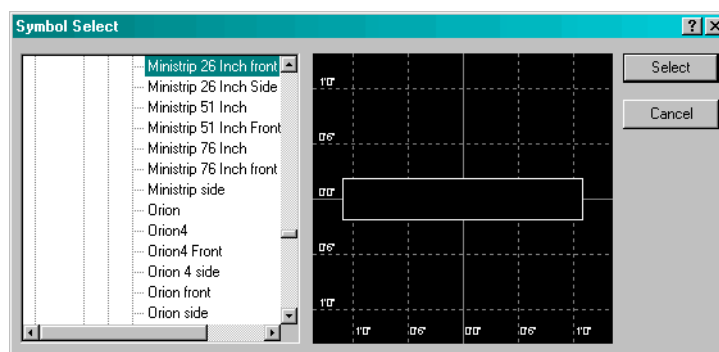 Symbol Select
Ministrip 26 Inch front
Ministrip 26 Inch Side
Ministrip 51 Inch
Ministrip 51 Inch Front
Ministrip 76 Inch
Ministrip 76 Inch front
Ministrip side
Orion
Orion4
Orion4 Front
Orion 4 side
Orion front
Orion side
1'0"
0'6"
0'0"
0'6"
1'0"
1'0" 0'6" 0'0" 0'6" 1'0"
Select
Cancel